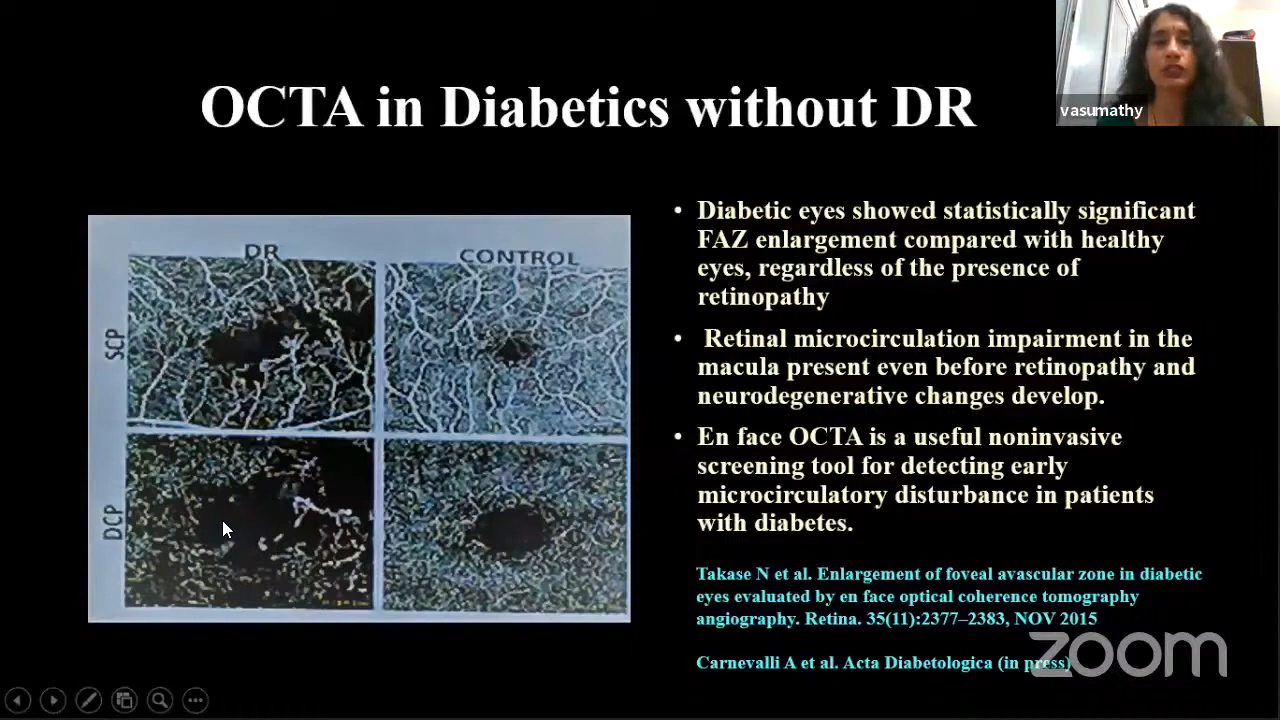 OCTA in Diabetics without DR
vasumathy
DR
CONTROL
SCP
DCP
• Diabetic eyes showed statistically significant
FAZ enlargement compared with healthy
eyes, regardless of the presence of
retinopathy
• Retinal microcirculation impairment in the
macula present even before retinopathy and
neurodegenerative changes develop.
• En face OCTA is a useful noninvasive
screening tool for detecting early
microcirculatory disturbance in patients
with diabetes.
Takase N et al. Enlargement of foveal avascular zone in diabetic
eyes evaluated by en face optical coherence tomography
angiography. Retina. 35(11):2377–2383, NOV 2015
Carnevalli A et al. Acta Diabetologica (in press)
zoom